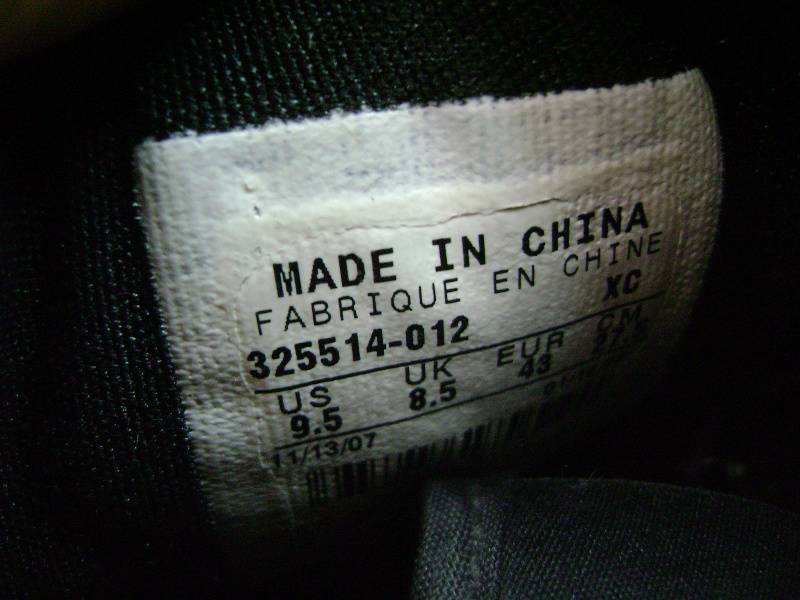 MADE IN CHINA
FABRIQUE EN CHINE
325514-012 XC
US UK EUR CM
9.5 8.5 43 27.5
11/13/07